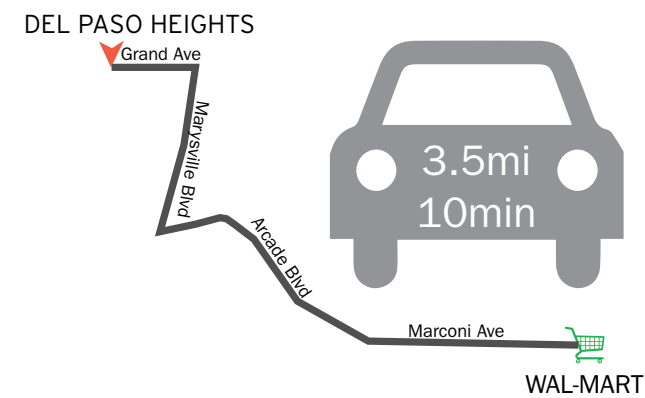 DEL PASO HEIGHTS
Grand Ave
Marysville Blvd
3.5mi
10min
Arcade Blvd
Marconi Ave
WAL-MART